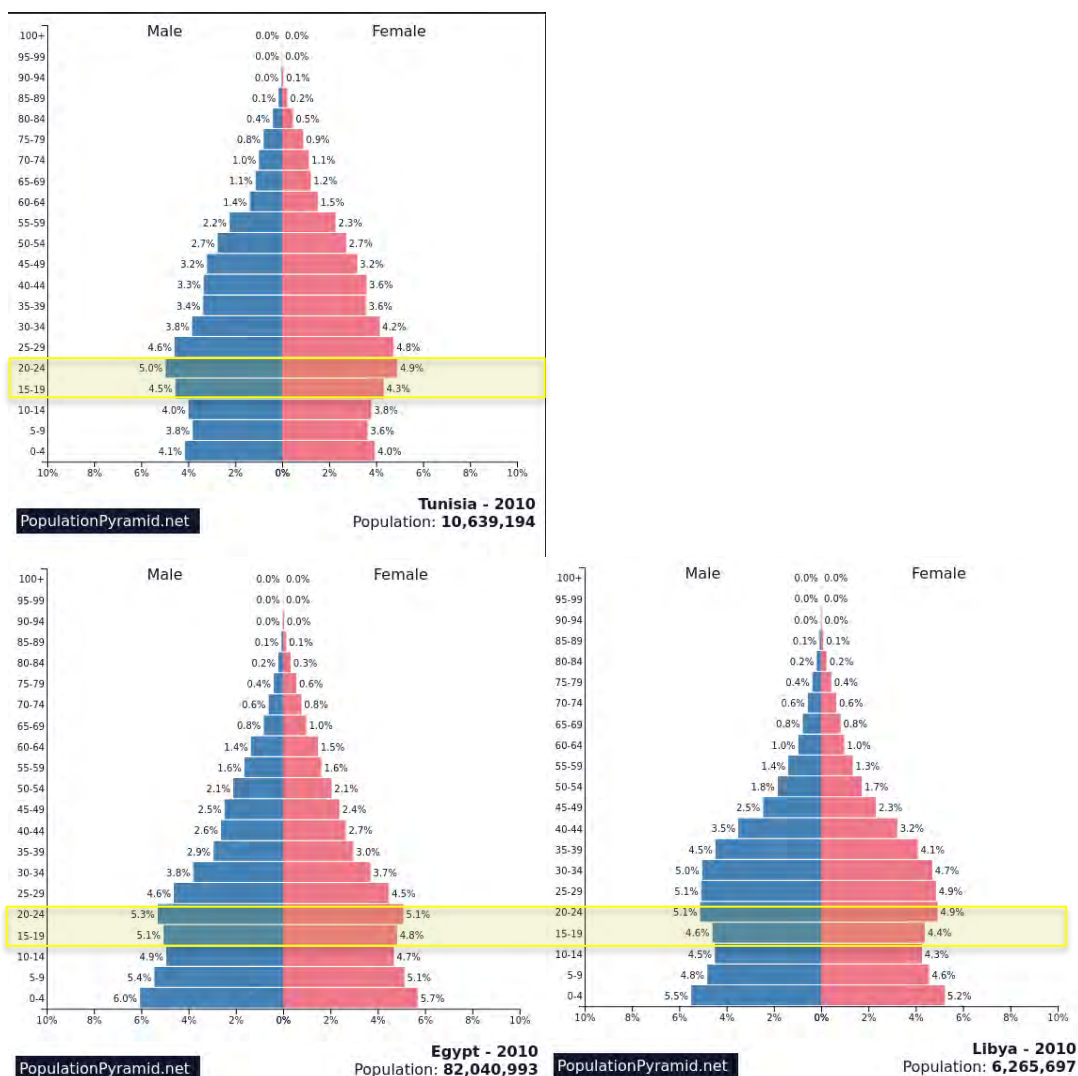 Male Female
100+ 0.0% 0.0%
95-99 0.0% 0.0%
90-94 0.0% 0.1%
85-89 0.1% 0.2%
80-84 0.4% 0.5%
75-79 0.8% 0.9%
70-74 1.0% 1.1%
65-69 1.1% 1.2%
60-64 1.4% 1.5%
55-59 2.2% 2.3%
50-54 2.7% 2.7%
45-49 3.2% 3.2%
40-44 3.3% 3.6%
35-39 3.4% 3.6%
30-34 3.8% 4.2%
25-29 4.6% 4.8%
20-24 5.0% 4.9%
15-19 4.5% 4.3%
10-14 4.0% 3.8%
5-9 3.8% 3.6%
0-4 4.1% 4.0%
10% 8% 6% 4% 2% 0% 2% 4% 6% 8% 10%
Tunisia - 2010
PopulationPyramid.net Population: 10,639,194
Male Female
100+ 0.0% 0.0%
95-99 0.0% 0.0%
90-94 0.0% 0.0%
85-89 0.1% 0.1%
80-84 0.2% 0.3%
75-79 0.4% 0.6%
70-74 0.6% 0.8%
65-69 0.8% 1.0%
60-64 1.4% 1.5%
55-59 1.6% 1.6%
50-54 2.1% 2.1%
45-49 2.5% 2.4%
40-44 2.6% 2.7%
35-39 2.9% 3.0%
30-34 3.8% 3.7%
25-29 4.6% 4.5%
20-24 5.3% 5.1%
15-19 5.1% 4.8%
10-14 4.9% 4.7%
5-9 5.4% 5.1%
0-4 6.0% 5.7%
10% 8% 6% 4% 2% 0% 2% 4% 6% 8% 10%
Egypt - 2010
PopulationPyramid.net Population: 82,040,993
Male Female
100+ 0.0% 0.0%
95-99 0.0% 0.0%
90-94 0.0% 0.0%
85-89 0.1% 0.1%
80-84 0.2% 0.2%
75-79 0.4% 0.4%
70-74 0.6% 0.6%
65-69 0.8% 0.8%
60-64 1.0% 1.0%
55-59 1.4% 1.3%
50-54 1.8% 1.7%
45-49 2.5% 2.3%
40-44 3.5% 3.2%
35-39 4.5% 4.1%
30-34 5.0% 4.7%
25-29 5.1% 4.9%
20-24 5.1% 4.9%
15-19 4.6% 4.4%
10-14 4.5% 4.3%
5-9 4.8% 4.6%
0-4 5.5% 5.2%
10% 8% 6% 4% 2% 0% 2% 4% 6% 8% 10%
Libya - 2010
PopulationPyramid.net Population: 6,265,697